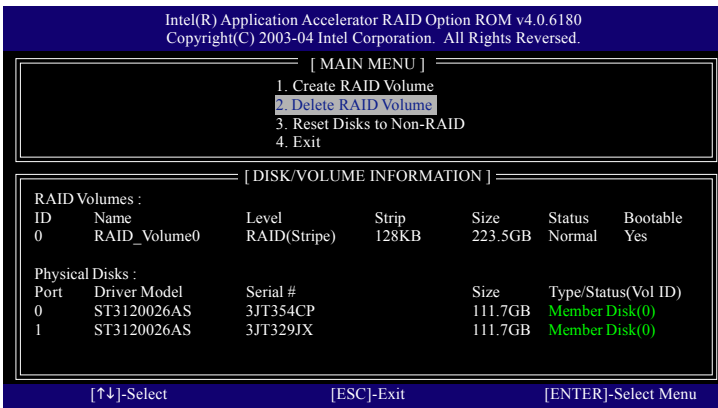 Intel(R) Application Accelerator RAID Option ROM v4.0.6180
Copyright(C) 2003-04 Intel Corporation. All Rights Reversed.
[ MAIN MENU ]
1. Create RAID Volume
2. Delete RAID Volume
3. Reset Disks to Non-RAID
4. Exit
[ DISK/VOLUME INFORMATION ]
RAID Volumes :
ID Name Level Strip Size Status Bootable
0 RAID_Volume0 RAID(Stripe) 128KB 223.5GB Normal Yes
Physical Disks :
Port Driver Model Serial # Size Type/Status(Vol ID)
0 ST3120026AS 3JT354CP 111.7GB Member Disk(0)
1 ST3120026AS 3JT329JX 111.7GB Member Disk(0)
[↑↓]-Select [ESC]-Exit [ENTER]-Select Menu